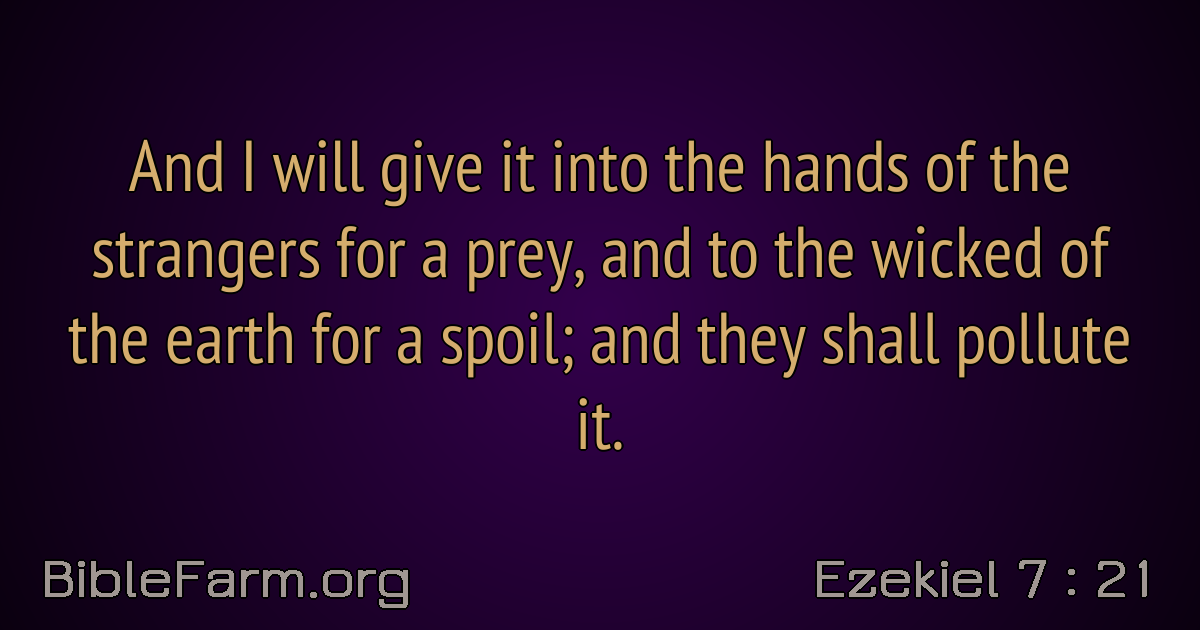 And I will give it into the hands of the
strangers for a prey, and to the wicked of
the earth for a spoil; and they shall pollute
it.
BibleFarm.org
Ezekiel 7 : 21